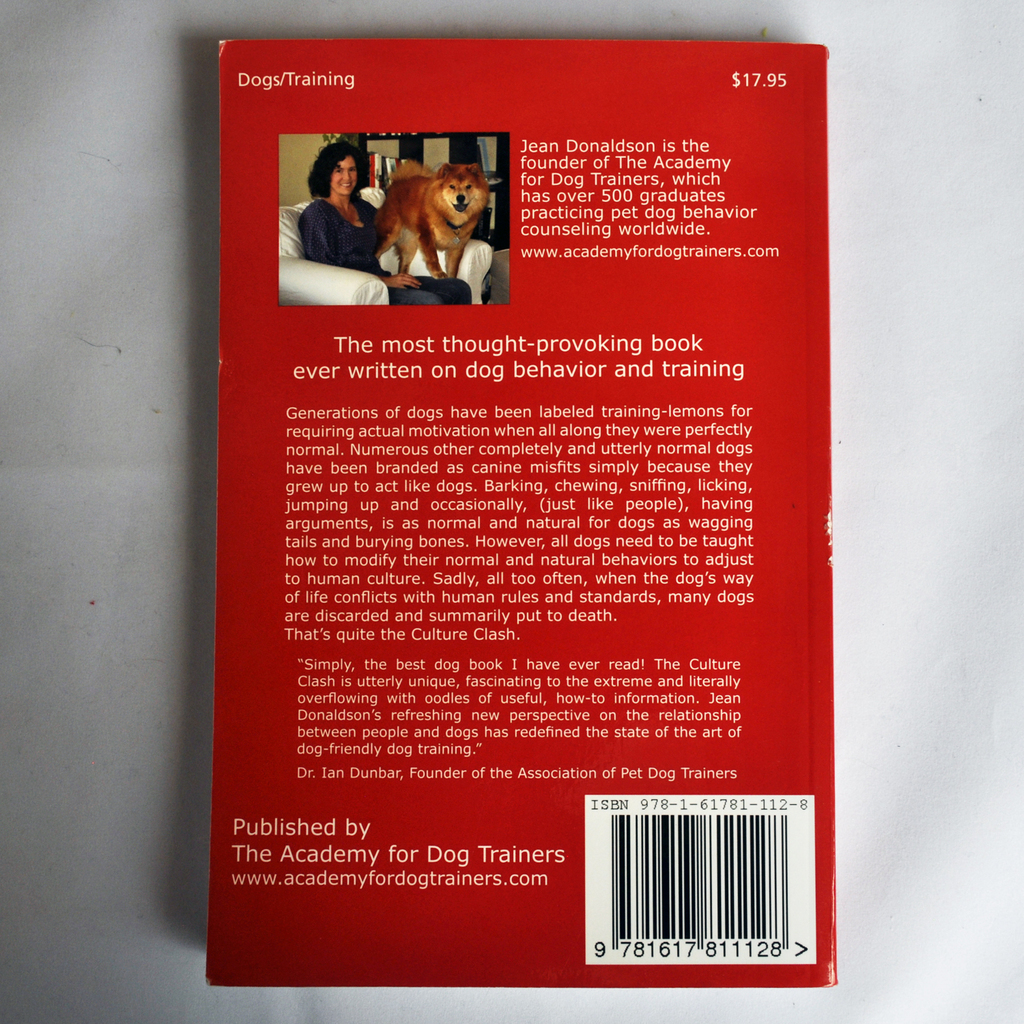 Dogs/Training
$17.95
Jean Donaldson is the
founder of The Academy
for Dog Trainers, which
has over 500 graduates
practicing pet dog behavior
counseling worldwide.
www.academyfordogtrainers.com
The most thought-provoking book
ever written on dog behavior and training
Generations of dogs have been labeled training-lemons for
requiring actual motivation when all along they were perfectly
normal. Numerous other completely and utterly normal dogs
have been branded as canine misfits simply because they
grew up to act like dogs. Barking, chewing, sniffing, licking,
jumping up and occasionally, (just like people), having
arguments, is as normal and natural for dogs as wagging
tails and burying bones. However, all dogs need to be taught
how to modify their normal and natural behaviors to adjust
to human culture. Sadly, all too often, when the dog's way
of life conflicts with human rules and standards, many dogs
are discarded and summarily put to death.
That's quite the Culture Clash.
"Simply, the best dog book I have ever read! The Culture
Clash is utterly unique, fascinating to the extreme and literally
overflowing with oodles of useful, how-to information. Jean
Donaldson's refreshing new perspective on the relationship
between people and dogs has redefined the state of the art of
dog-friendly dog training."
Dr. Ian Dunbar, Founder of the Association of Pet Dog Trainers
Published by
The Academy for Dog Trainers
www.academyfordogtrainers.com
ISBN 978-1-61781-112-8
9 781617 811128 >